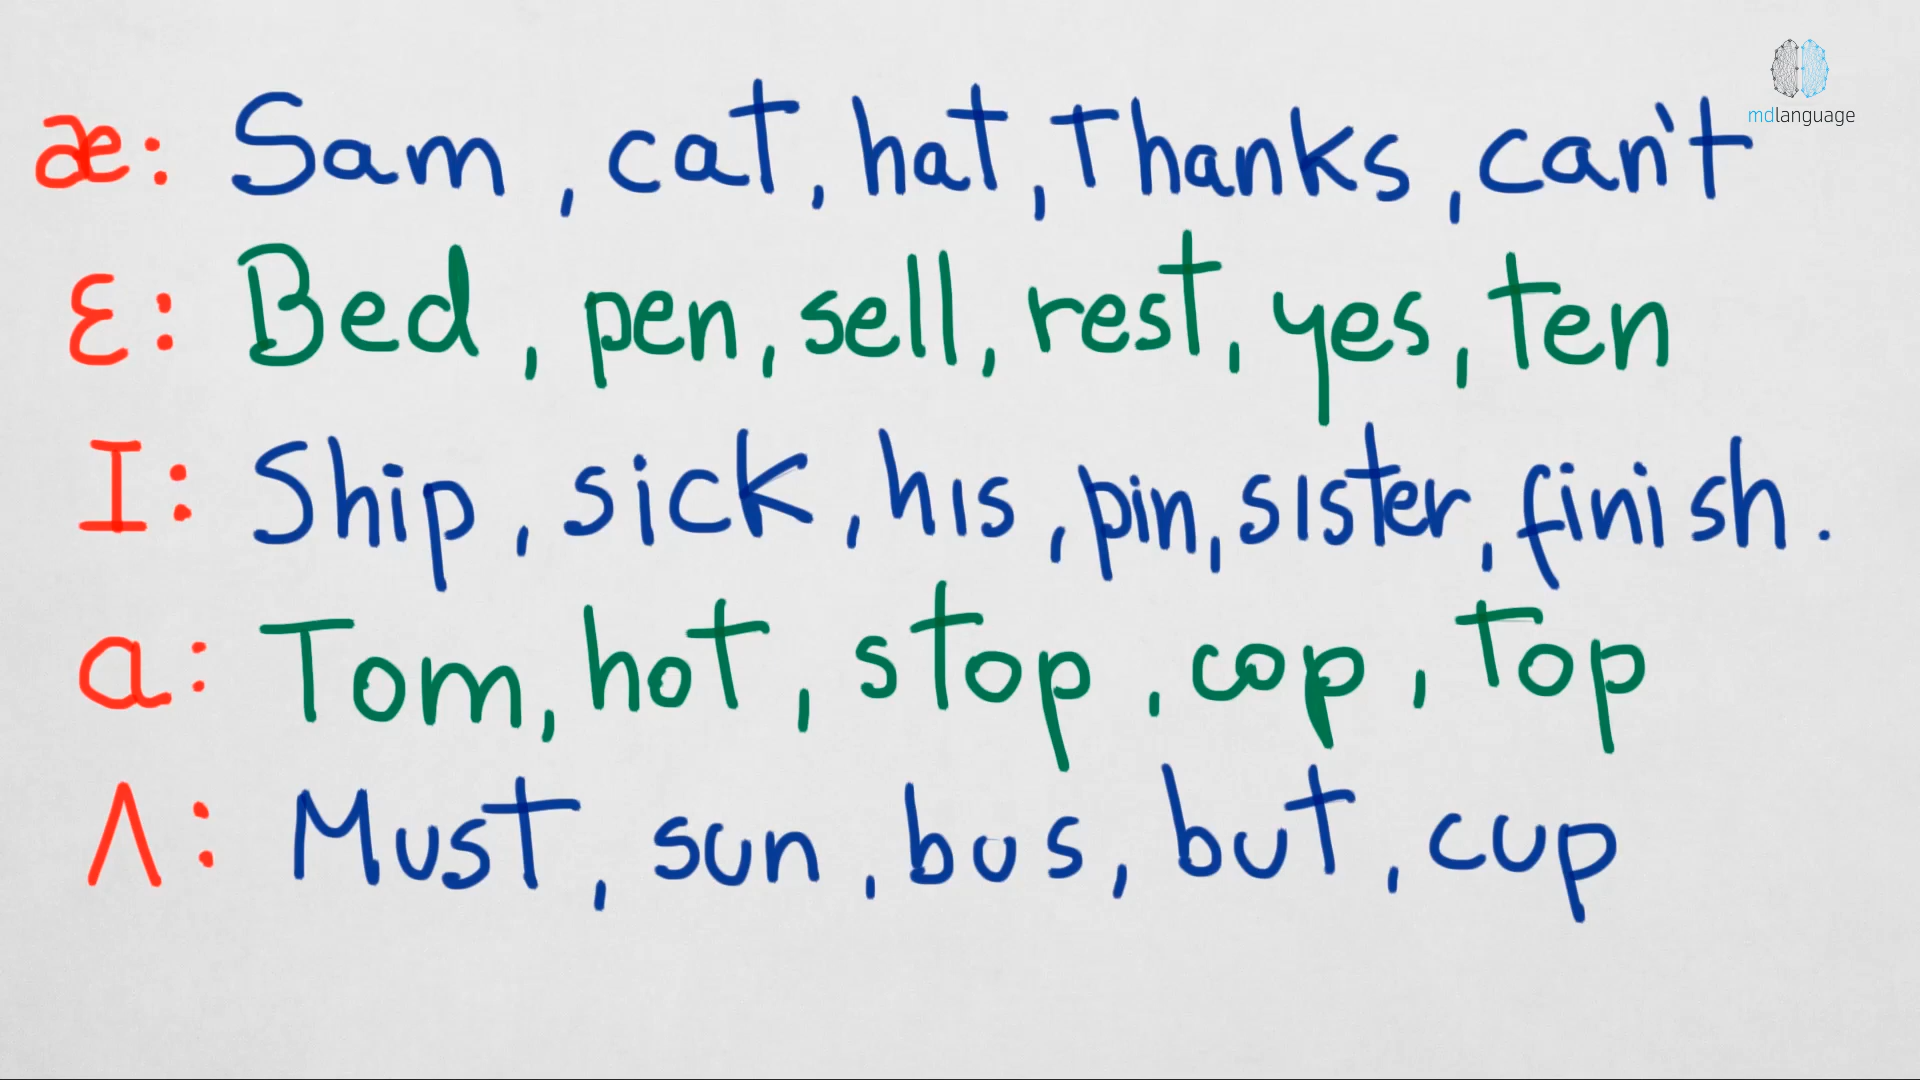 mdlanguage
æ: Sam, cat, hat, Thanks, can't
ɛ: Bed, pen, sell, rest, yes, ten
I: Ship, sick, his, pin, sister, finish.
a: Tom, hot, stop, cop, Top
Λ: Must, sun, bus, but, cup